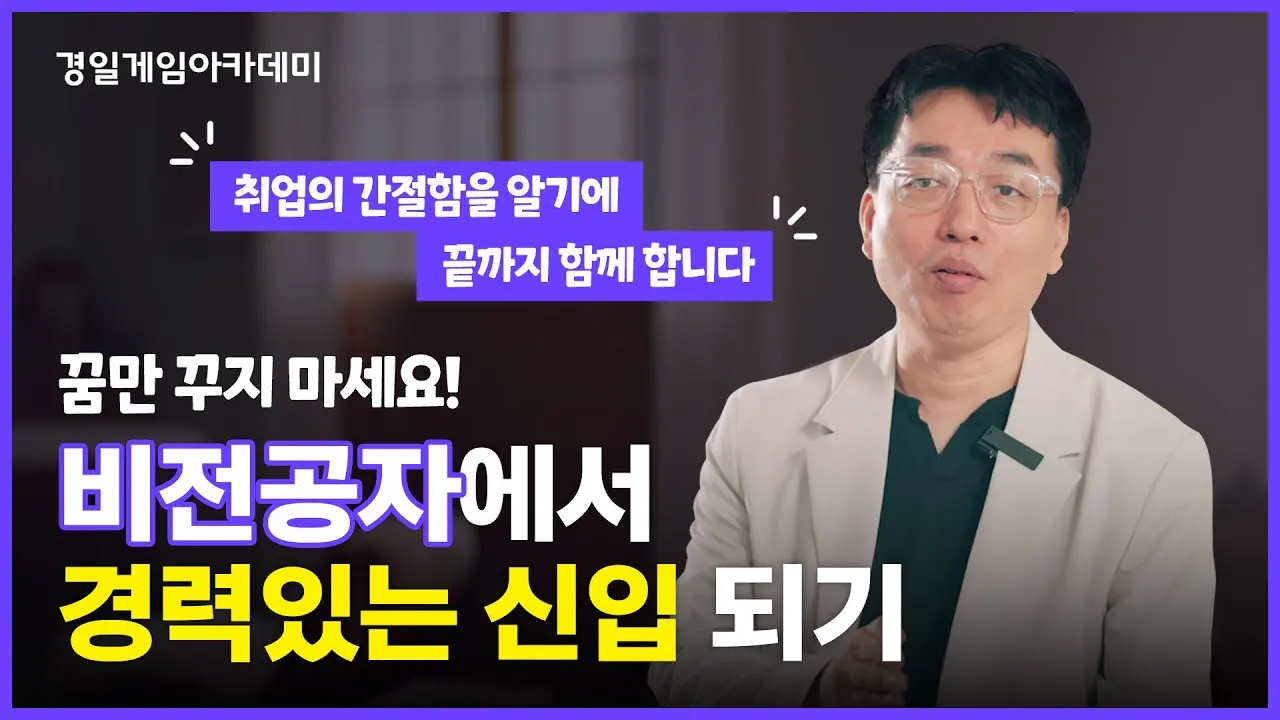 경일게임아카데미
취업의 간절함을 알기에
끝까지 함께 합니다
꿈만 꾸지 마세요!
비전공자에서
경력있는 신입 되기